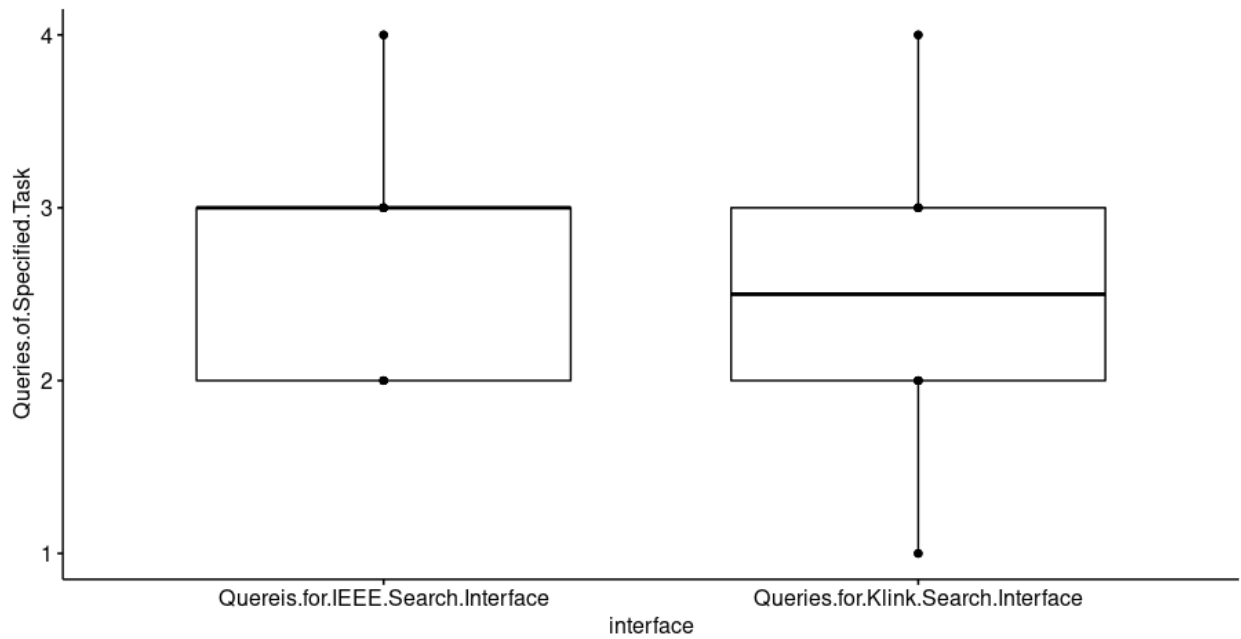 4
3
2
1
Queries.of.Specified.Task
Quereis.for.IEEE.Search.Interface
Queries.for.Klink.Search.Interface
interface